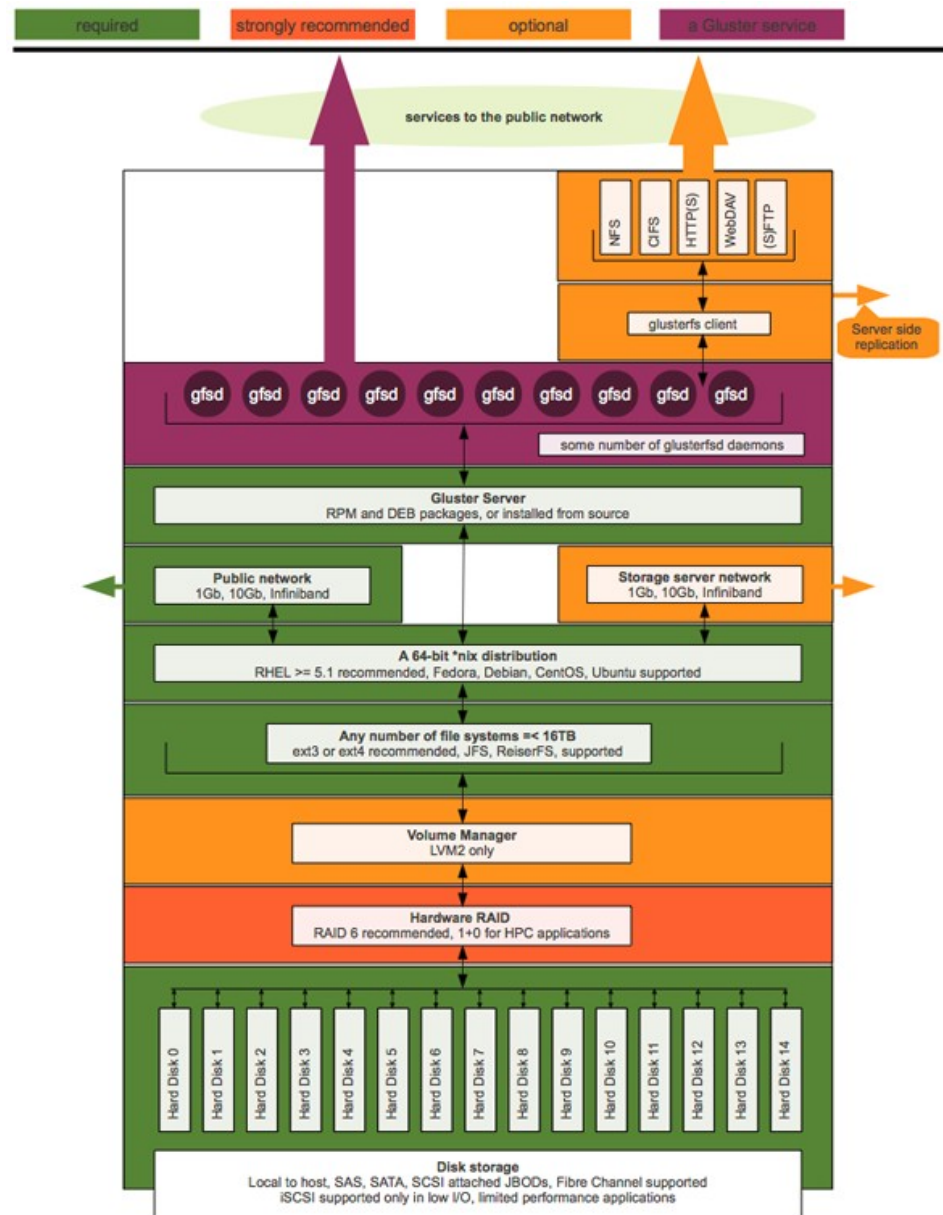 required
strongly recommended
optional
a Gluster service
services to the public network
NFS
CIFS
HTTP(S)
WebDAV
(S)FTP
glusterfs client
Server side
replication
gfsd
gfsd
gfsd
gfsd
gfsd
gfsd
gfsd
gfsd
gfsd
gfsd
some number of glusterfsd daemons
Gluster Server
RPM and DEB packages, or installed from source
Public network
1Gb, 10Gb, Infiniband
Storage server network
1Gb, 10Gb, Infiniband
A 64-bit *nix distribution
RHEL >= 5.1 recommended, Fedora, Debian, CentOS, Ubuntu supported
Any number of file systems =< 16TB
ext3 or ext4 recommended, JFS, ReiserFS, supported
Volume Manager
LVM2 only
Hardware RAID
RAID 6 recommended, 1+0 for HPC applications
Hard Disk 0
Hard Disk 1
Hard Disk 2
Hard Disk 3
Hard Disk 4
Hard Disk 5
Hard Disk 6
Hard Disk 7
Hard Disk 8
Hard Disk 9
Hard Disk 10
Hard Disk 11
Hard Disk 12
Hard Disk 13
Hard Disk 14
Disk storage
Local to host, SAS, SATA, SCSI attached JBODs, Fibre Channel supported
iSCSI supported only in low I/O, limited performance applications